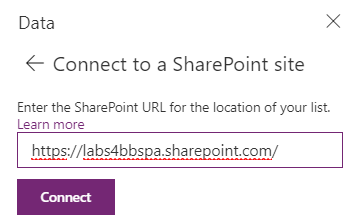 Data
Connect to a SharePoint site
Enter the SharePoint URL for the location of your list.
Learn more
https://labs4bbspa.sharepoint.com/
Connect